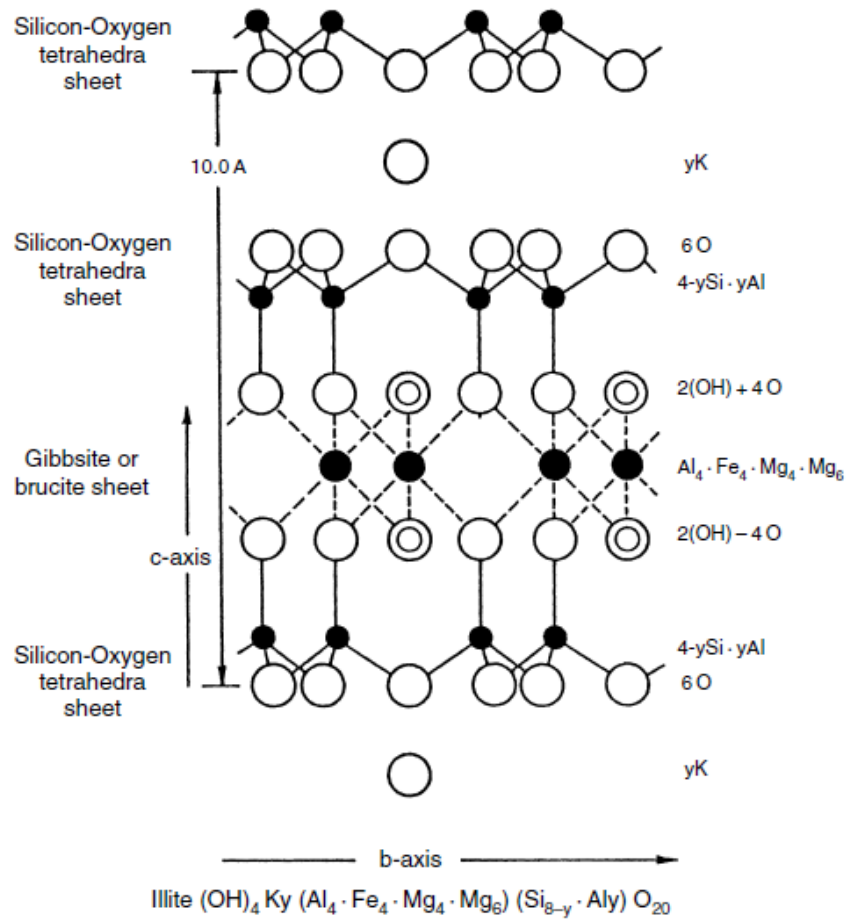 Silicon-Oxygen
tetrahedra
sheet
10.0 A
yK
Silicon-Oxygen
tetrahedra
sheet
6 O
4-ySi · yAl
2(OH) + 4 O
Gibbsite or
brucite sheet
Al₄ · Fe₄ · Mg₄ · Mg₆
2(OH) – 4 O
c-axis
4-ySi · yAl
Silicon-Oxygen
tetrahedra
sheet
6 O
yK
b-axis
Illite (OH)₄ Ky (Al₄ · Fe₄ · Mg₄ · Mg₆) (Si₈₋y · Aly) O₂₀